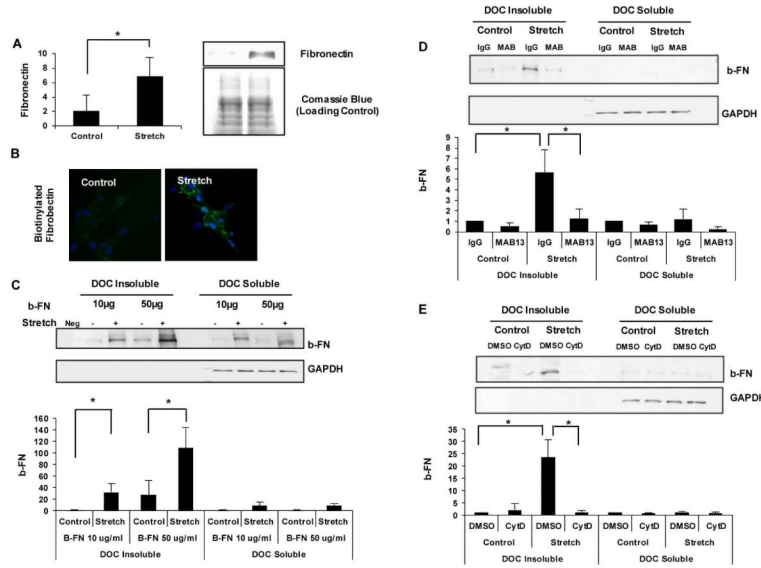 A
*
Fibronectin
10
8
6
4
2
0
Control Stretch
Fibronectin
Comassie Blue
(Loading Control)
B
Biotinylated
Fibrobectin
Control
Stretch
C
DOC Insoluble DOC Soluble
b-FN 10µg 50µg 10µg 50µg
Stretch Neg - + - + - + - +
b-FN
GAPDH
b-FN
160
140
120
100
80
60
40
20
0
* *
Control Stretch Control Stretch Control Stretch Control Stretch
B-FN 10 ug/ml B-FN 50 ug/ml B-FN 10 ug/ml B-FN 50 ug/ml
DOC Insoluble DOC Soluble
D
DOC Insoluble DOC Soluble
Control Stretch Control Stretch
IgG MAB IgG MAB IgG MAB IgG MAB
b-FN
GAPDH
b-FN
9
8
7
6
5
4
3
2
1
0
* *
IgG MAB13 IgG MAB13 IgG MAB13 IgG MAB13
Control Stretch Control Stretch
DOC Insoluble DOC Soluble
E
DOC Insoluble DOC Soluble
Control Stretch Control Stretch
DMSO CytD DMSO CytD DMSO CytD DMSO CytD
b-FN
GAPDH
b-FN
35
30
25
20
15
10
5
0
* *
DMSO CytD DMSO CytD DMSO CytD DMSO CytD
Control Stretch Control Stretch
DOC Insoluble DOC Soluble